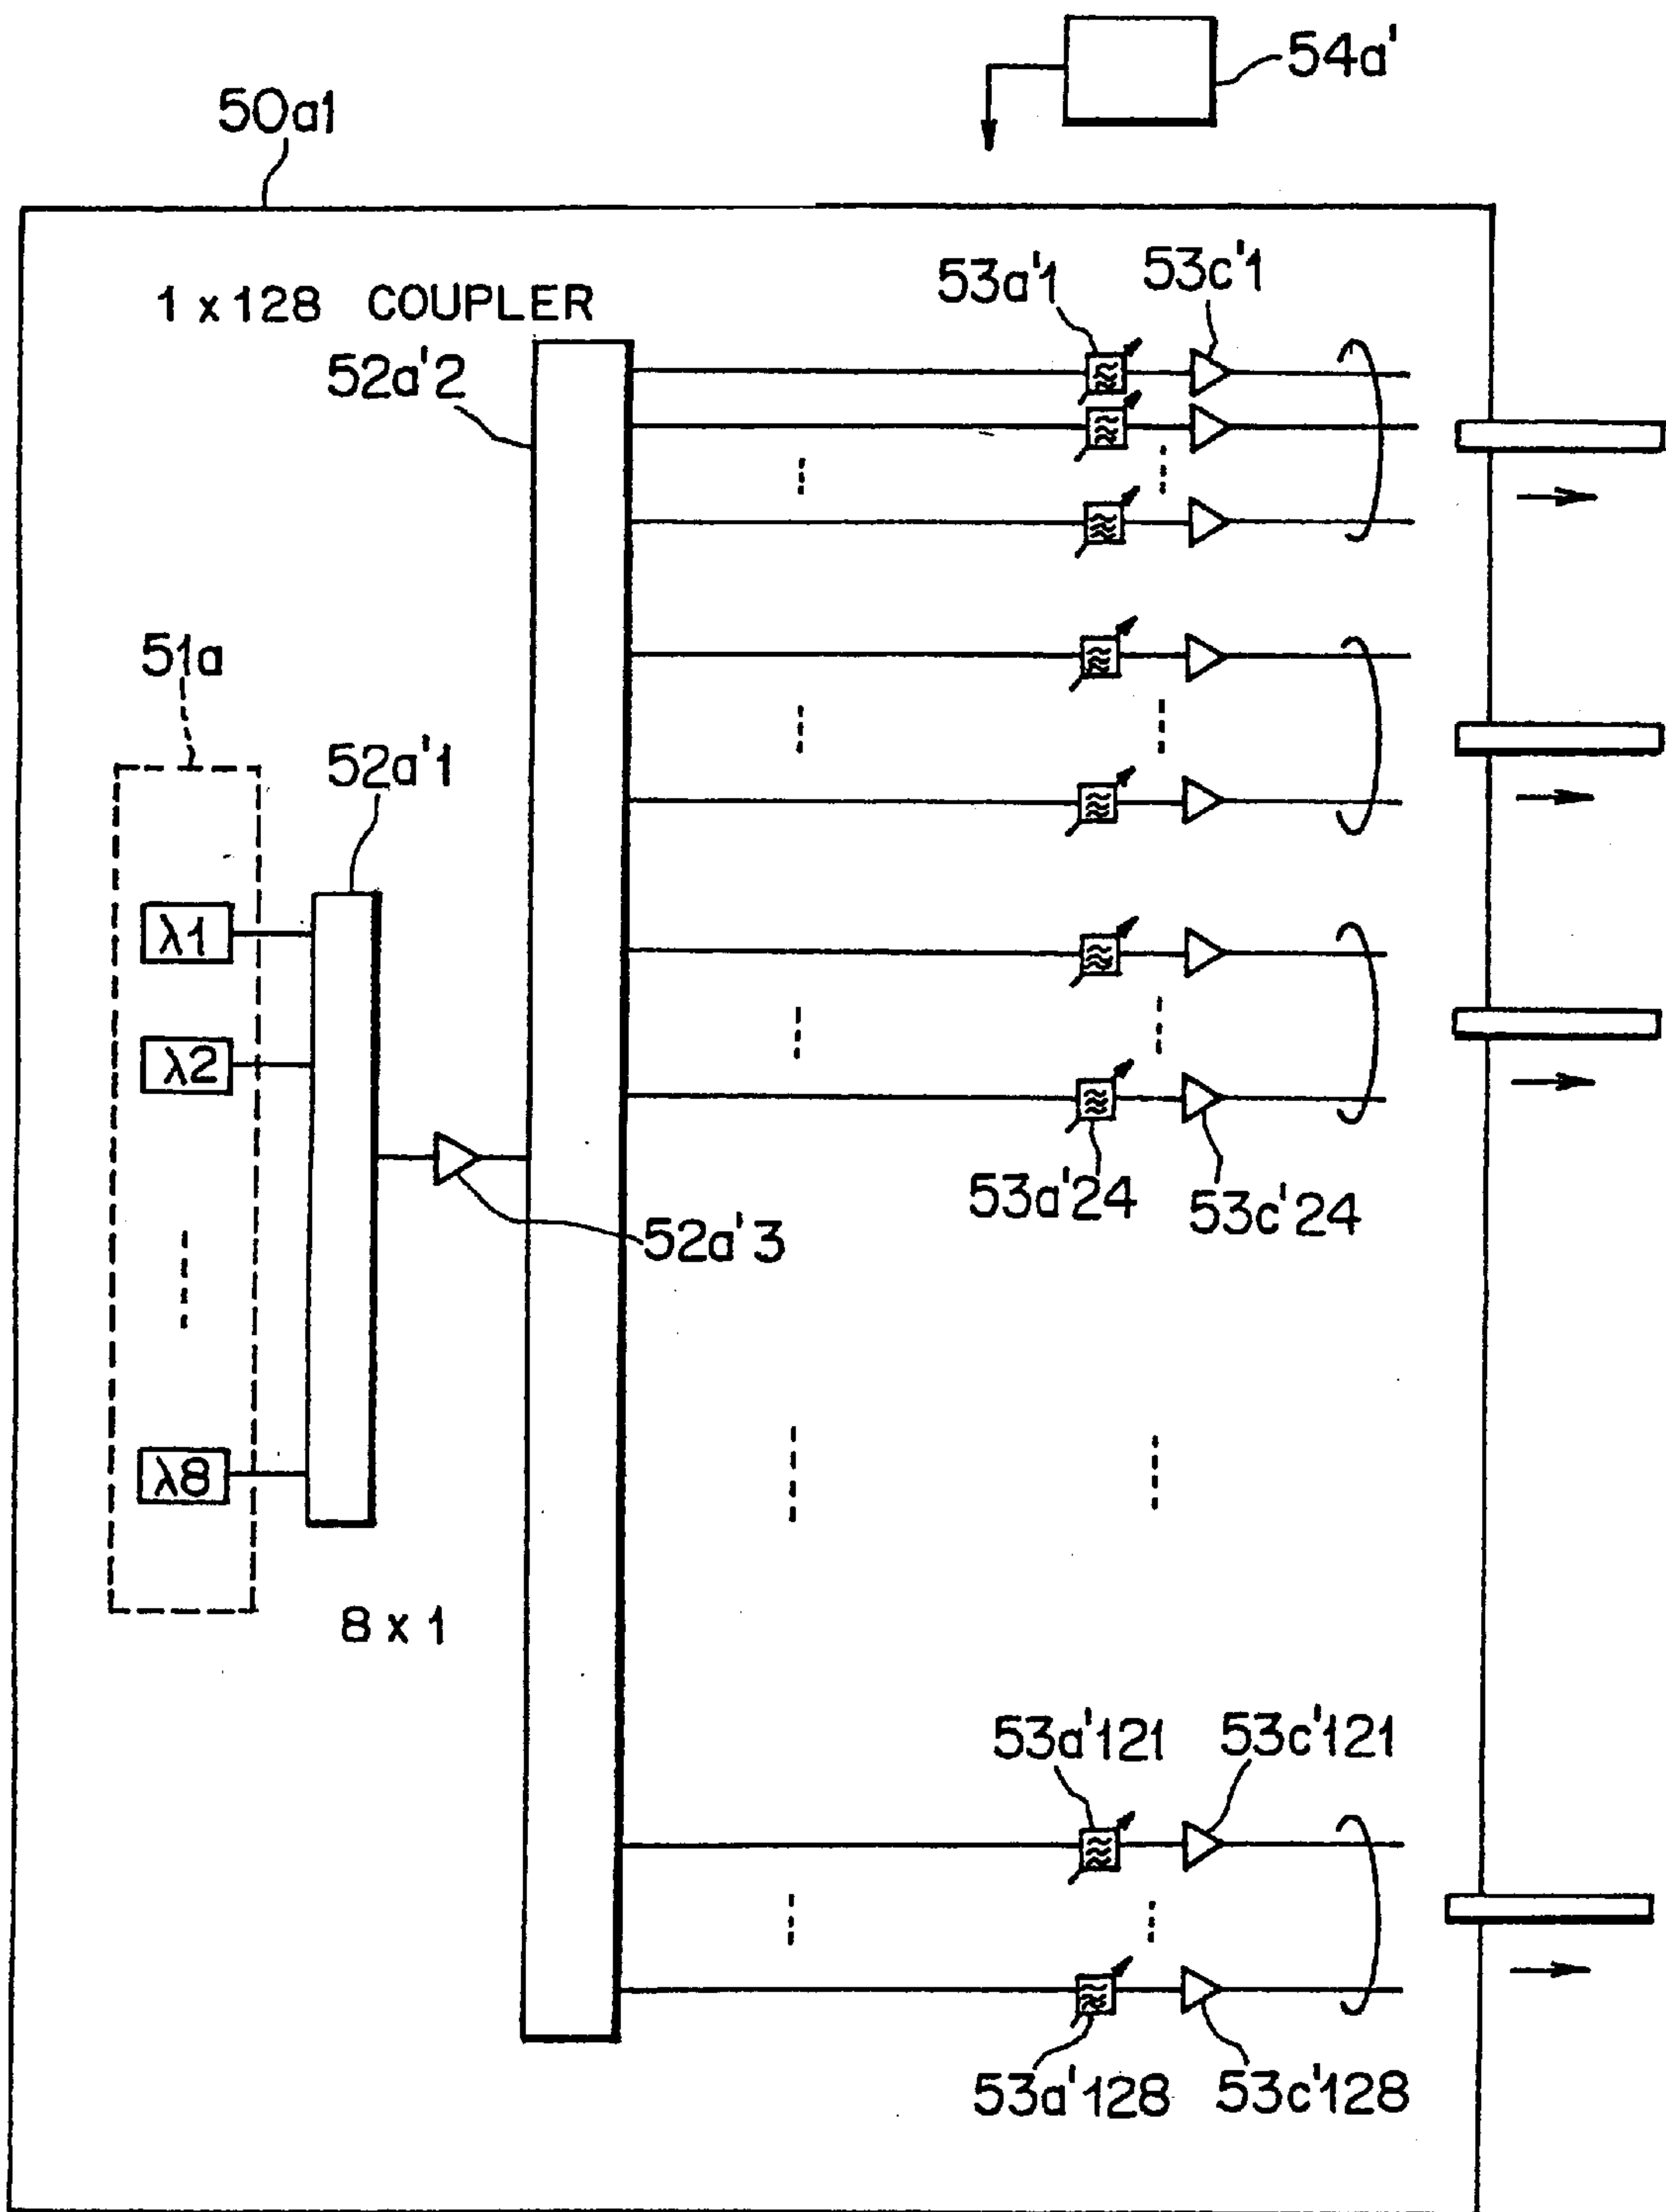 54a'
50a1
53a'1
53c'1
1 x 128 COUPLER
52a'2
51a
52a'1
λ1
λ2
53a'24
53c'24
52a'3
λ8
8 x 1
53a'121
53c'121
53a'128
53c'128